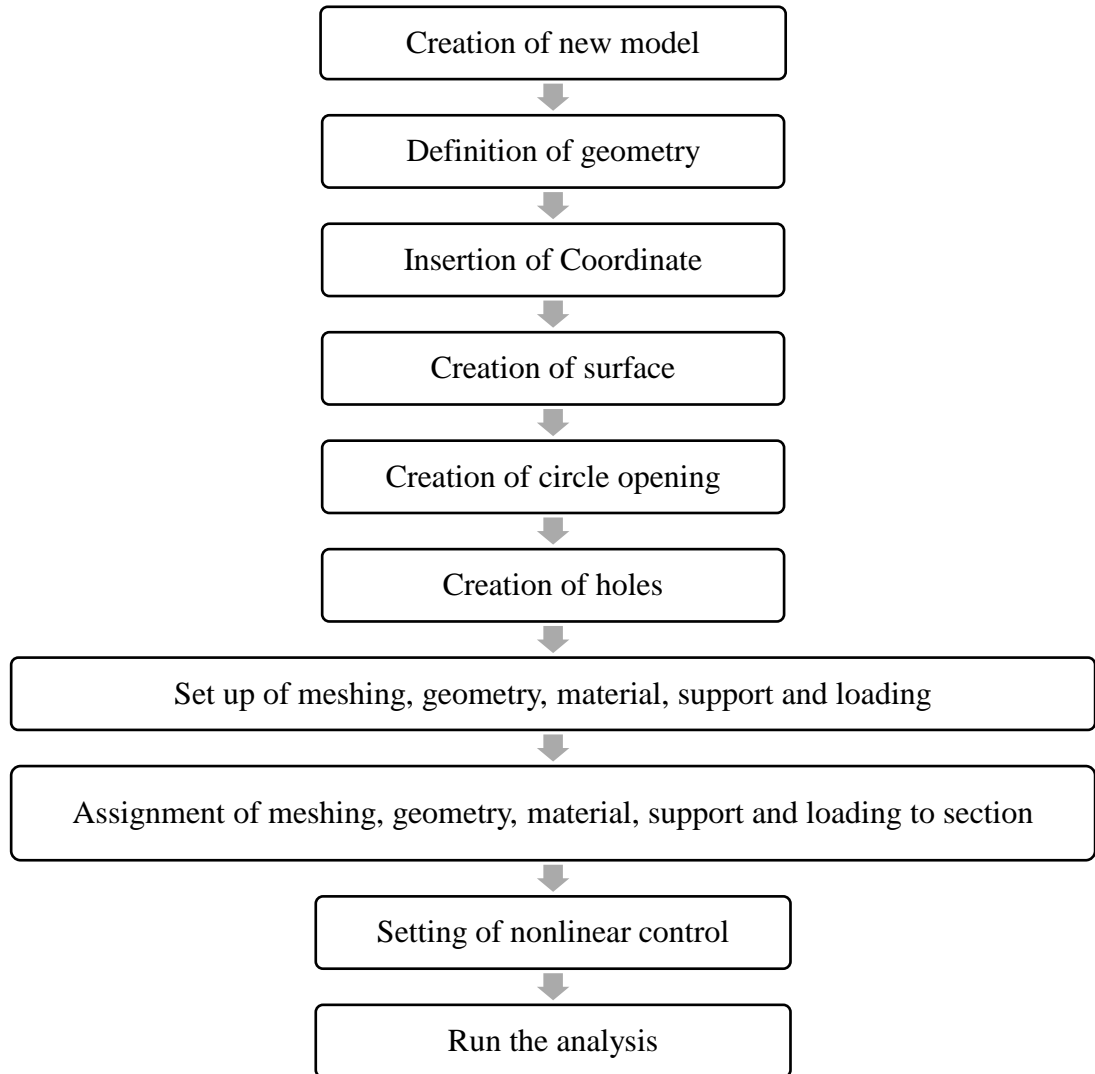 Creation of new model
Definition of geometry
Insertion of Coordinate
Creation of surface
Creation of circle opening
Creation of holes
Set up of meshing, geometry, material, support and loading
Assignment of meshing, geometry, material, support and loading to section
Setting of nonlinear control
Run the analysis